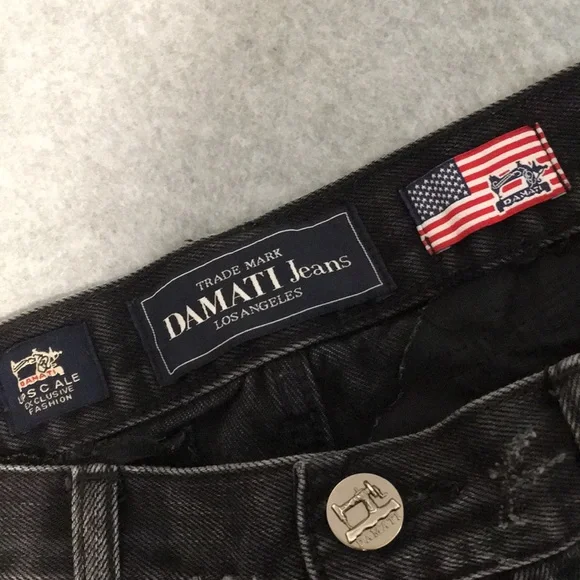 TRADE MARK
DAMATI Jeans
LOS ANGELES
DAMATI
DAMATI
UPSCALE
EXCLUSIVE
FASHION
DAMATI